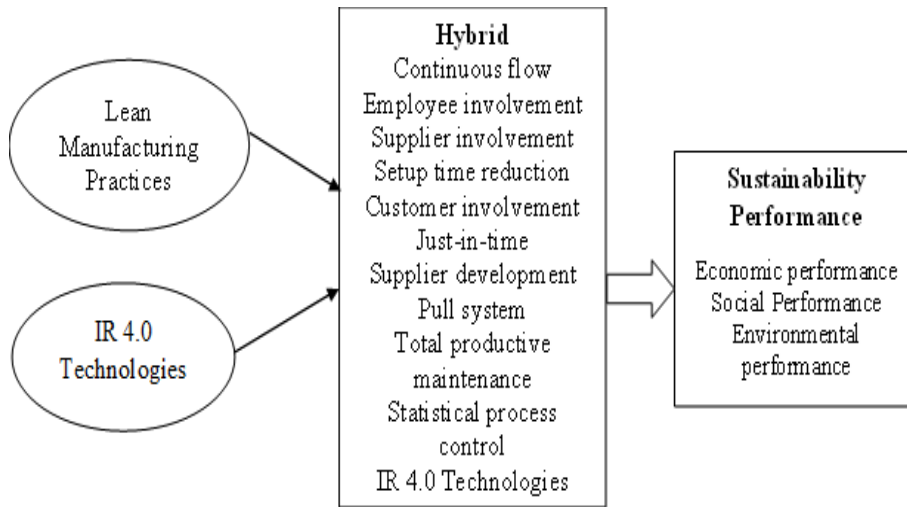 Lean
Manufacturing
Practices
IR 4.0
Technologies
Hybrid
Continuous flow
Employee involvement
Supplier involvement
Setup time reduction
Customer involvement
Just-in-time
Supplier development
Pull system
Total productive
maintenance
Statistical process
control
IR 4.0 Technologies
Sustainability
Performance
Economic performance
Social Performance
Environmental
performance